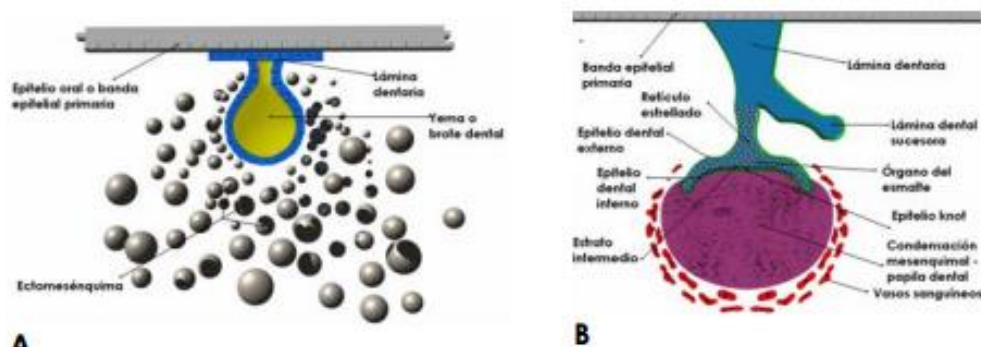 Epitelio oral o banda
epitelial primaria
Lámina
dentaria
Yema o
brote dental
Ectomesénquima
A
Banda epitelial
primaria
Lámina dentaria
Retículo
estrellado
Lámina dental
sucesora
Epitelio dental
externo
Órgano del
esmalte
Epitelio
dental
interno
Epitelio knot
Estrato
intermedio
Condensación
mesenquimal -
papila dental
Vasos sanguíneos
B